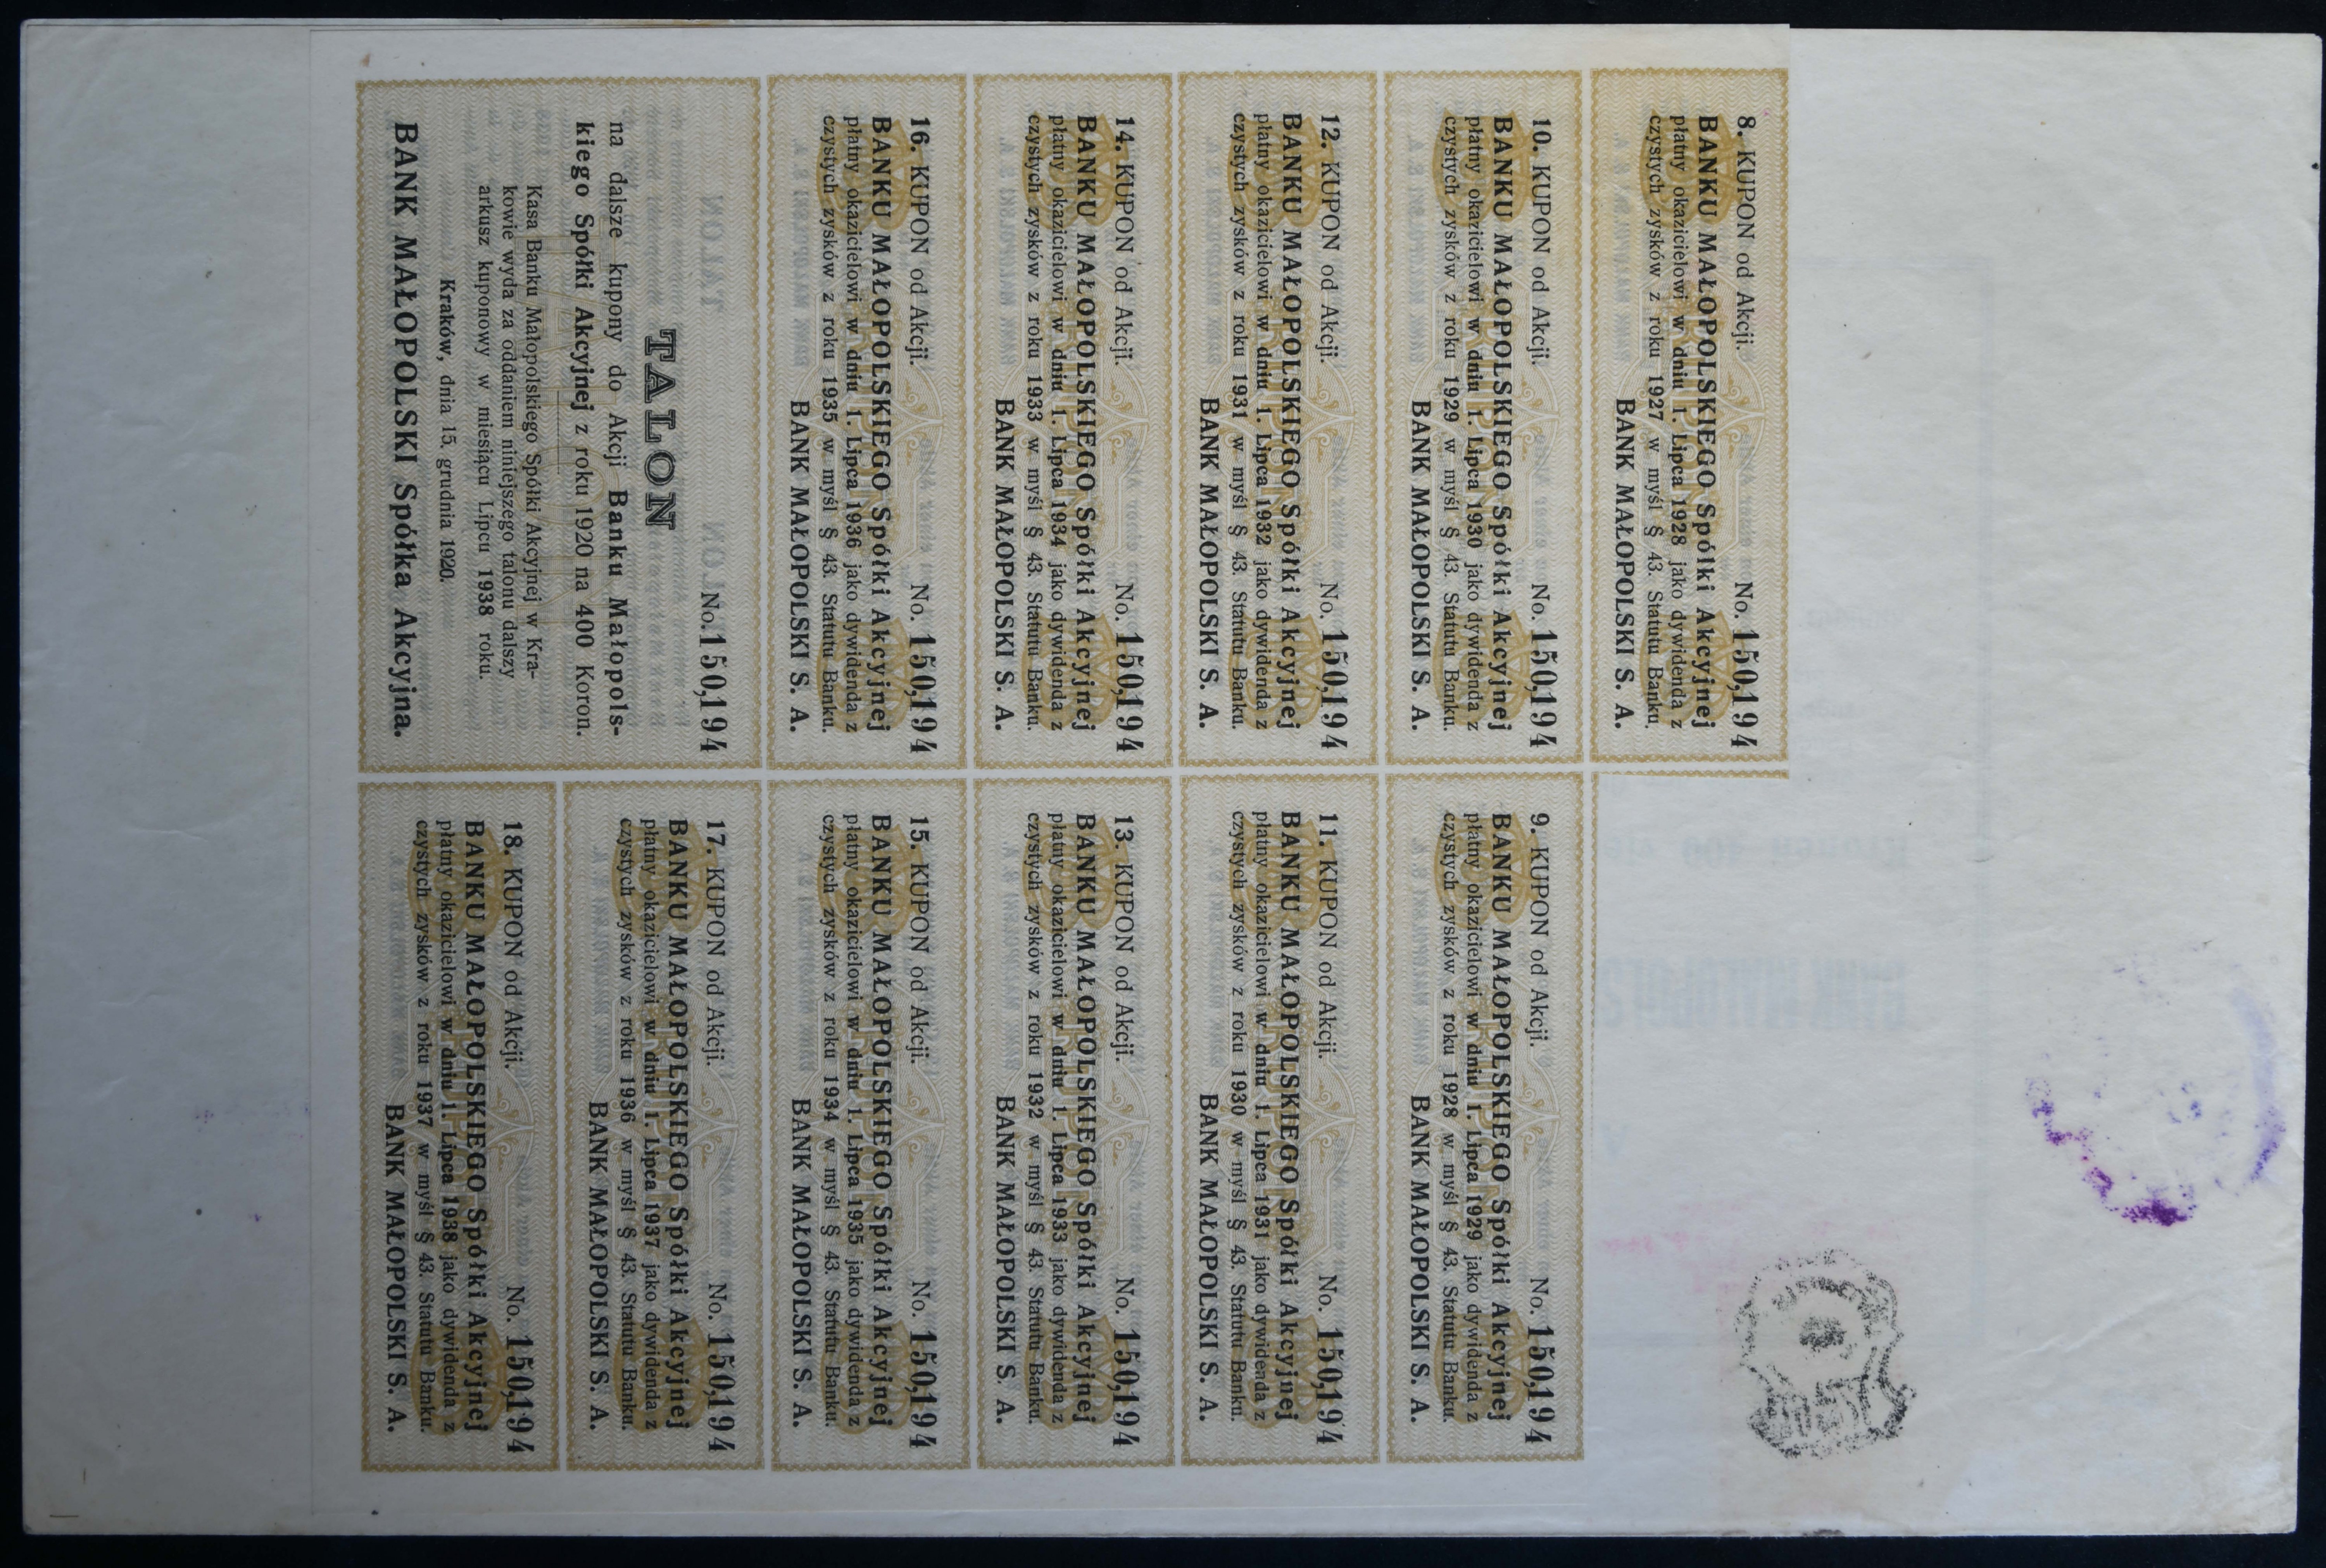 8. KUPON od Akcji. No. 150,194
BANKU MAŁOPOLSKIEGO Spółki Akcyjnej
płatny okazicielowi w dniu 1. Lipca 1928 jako dywidenda z
czystych zysków z roku 1927 w myśl § 43. Statutu Banku.
BANK MAŁOPOLSKI S. A.
10. KUPON od Akcji. No. 150,194
BANKU MAŁOPOLSKIEGO Spółki Akcyjnej
płatny okazicielowi w dniu 1. Lipca 1930 jako dywidenda z
czystych zysków z roku 1929 w myśl § 43. Statutu Banku.
BANK MAŁOPOLSKI S. A.
9. KUPON od Akcji. No. 150,194
BANKU MAŁOPOLSKIEGO Spółki Akcyjnej
płatny okazicielowi w dniu 1. Lipca 1929 jako dywidenda z
czystych zysków z roku 1928 w myśl § 43. Statutu Banku.
BANK MAŁOPOLSKI S. A.
12. KUPON od Akcji. No. 150,194
BANKU MAŁOPOLSKIEGO Spółki Akcyjnej
płatny okazicielowi w dniu 1. Lipca 1932 jako dywidenda z
czystych zysków z roku 1931 w myśl § 43. Statutu Banku.
BANK MAŁOPOLSKI S. A.
11. KUPON od Akcji. No. 150,194
BANKU MAŁOPOLSKIEGO Spółki Akcyjnej
płatny okazicielowi w dniu 1. Lipca 1931 jako dywidenda z
czystych zysków z roku 1930 w myśl § 43. Statutu Banku.
BANK MAŁOPOLSKI S. A.
14. KUPON od Akcji. No. 150,194
BANKU MAŁOPOLSKIEGO Spółki Akcyjnej
płatny okazicielowi w dniu 1. Lipca 1934 jako dywidenda z
czystych zysków z roku 1933 w myśl § 43. Statutu Banku.
BANK MAŁOPOLSKI S. A.
13. KUPON od Akcji. No. 150,194
BANKU MAŁOPOLSKIEGO Spółki Akcyjnej
płatny okazicielowi w dniu 1. Lipca 1933 jako dywidenda z
czystych zysków z roku 1932 w myśl § 43. Statutu Banku.
BANK MAŁOPOLSKI S. A.
16. KUPON od Akcji. No. 150,194
BANKU MAŁOPOLSKIEGO Spółki Akcyjnej
płatny okazicielowi w dniu 1. Lipca 1936 jako dywidenda z
czystych zysków z roku 1935 w myśl § 43. Statutu Banku.
BANK MAŁOPOLSKI S. A.
15. KUPON od Akcji. No. 150,194
BANKU MAŁOPOLSKIEGO Spółki Akcyjnej
płatny okazicielowi w dniu 1. Lipca 1935 jako dywidenda z
czystych zysków z roku 1934 w myśl § 43. Statutu Banku.
BANK MAŁOPOLSKI S. A.
No. 150,194
TALON
na dalsze kupony do Akcji Banku Małopols-
kiego Spółki Akcyjnej z roku 1920 na 400 Koron.
Kasa Banku Małopolskiego Spółki Akcyjnej w Kra-
kowie wyda za oddaniem niniejszego talonu dalszy
arkusz kuponowy w miesiącu Lipcu 1938 roku.
Kraków, dnia 15. grudnia 1920.
BANK MAŁOPOLSKI Spółka Akcyjna.
17. KUPON od Akcji. No. 150,194
BANKU MAŁOPOLSKIEGO Spółki Akcyjnej
płatny okazicielowi w dniu 1. Lipca 1937 jako dywidenda z
czystych zysków z roku 1936 w myśl § 43. Statutu Banku.
BANK MAŁOPOLSKI S. A.
18. KUPON od Akcji. No. 150,194
BANKU MAŁOPOLSKIEGO Spółki Akcyjnej
płatny okazicielowi w dniu 1. Lipca 1938 jako dywidenda z
czystych zysków z roku 1937 w myśl § 43. Statutu Banku.
BANK MAŁOPOLSKI S. A.